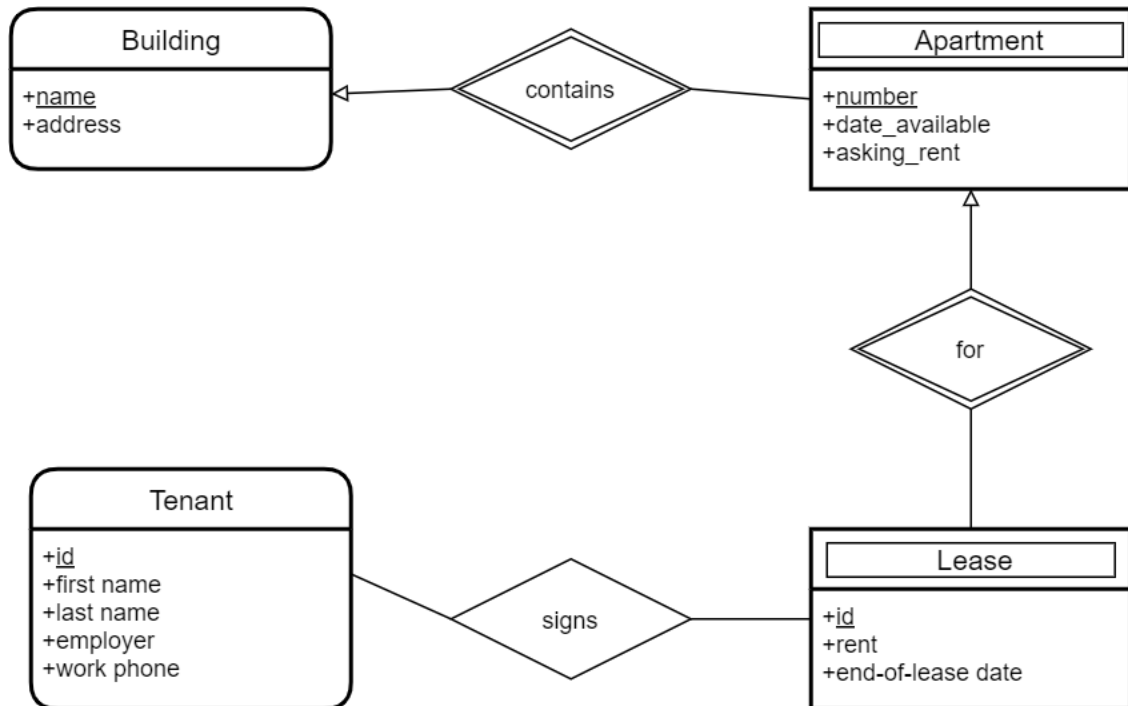 Building
+name
+address
contains
Apartment
+number
+date_available
+asking_rent
for
Tenant
+id
+first name
+last name
+employer
+work phone
signs
Lease
+id
+rent
+end-of-lease date